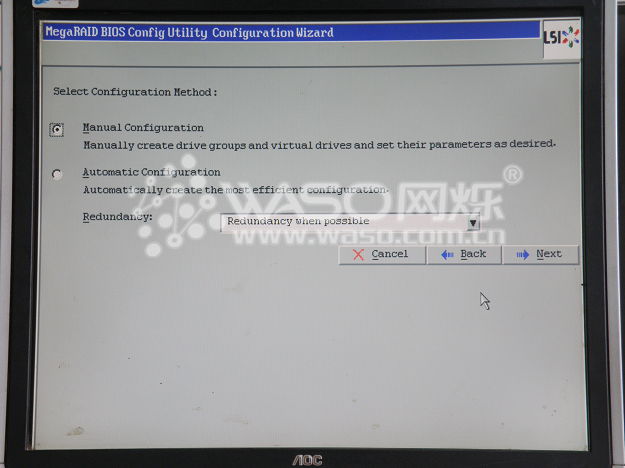 MegaRAID BIOS Config Utility Configuration Wizard
LSI
Select Configuration Method:
Manual Configuration
Manually create drive groups and virtual drives and set their parameters as desired.
Automatic Configuration
Automatically create the most efficient configuration.
WASO网烁®
Redundancy:
Redundancy when possible
www.waso.com.cn
Cancel
Back
Next
AOC